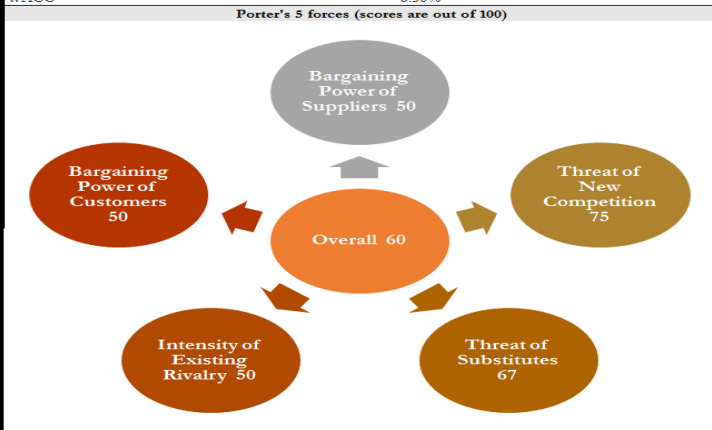 Porter's 5 forces (scores are out of 100)
Bargaining
Power of
Suppliers 50
Bargaining
Power of
Customers
50
Threat of
New
Competition
75
Overall 60
Intensity of
Existing
Rivalry 50
Threat of
Substitutes
67